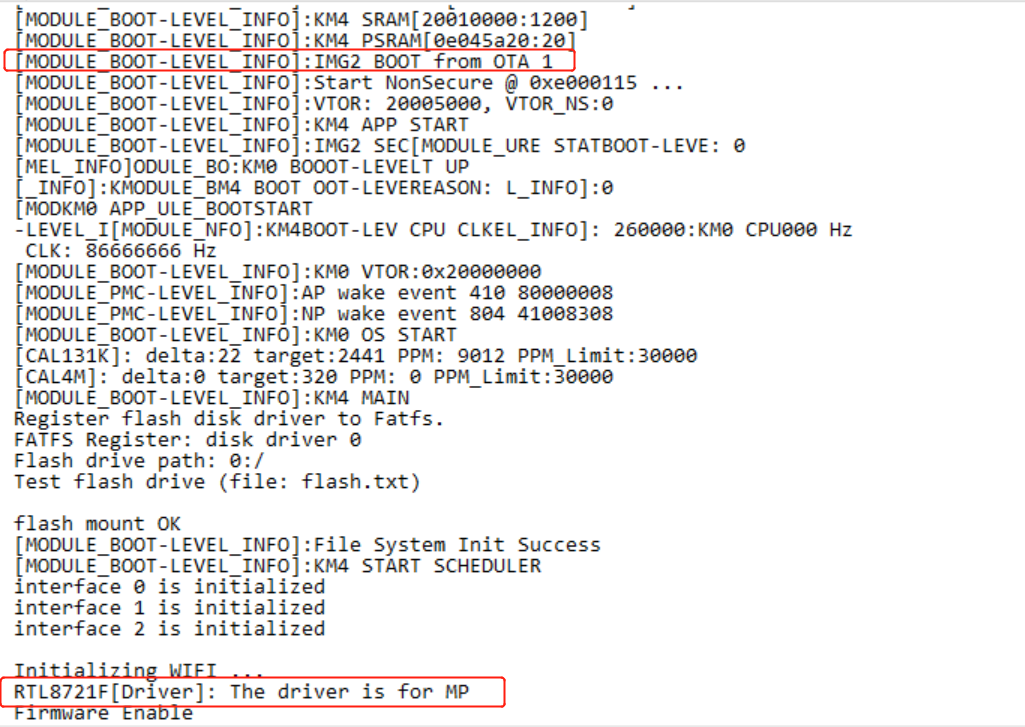 [MODULE_BOOT-LEVEL_INFO]:KM4 SRAM[20010000:1200]
[MODULE_BOOT-LEVEL_INFO]:KM4 PSRAM[0e045a20:20]
[MODULE_BOOT-LEVEL_INFO]:IMG2 BOOT from OTA 1
[MODULE_BOOT-LEVEL_INFO]:Start NonSecure @ 0xe000115 ...
[MODULE_BOOT-LEVEL_INFO]:VTOR: 20005000, VTOR_NS:0
[MODULE_BOOT-LEVEL_INFO]:KM4 APP START
[MODULE_BOOT-LEVEL_INFO]:IMG2 SEC[MODULE_URE STATBOOT-LEVE: 0
[MEL_INFO]ODULE_BO:KM0 BOOOT-LEVELT UP
[_INFO]:KMODULE_BM4 BOOT OOT-LEVEREASON: L_INFO]:0
[MODKM0 APP_ULE_BOOTSTART
-LEVEL_I[MODULE_NFO]:KM4BOOT-LEV CPU CLKEL_INFO]: 260000:KM0 CPU000 Hz
 CLK: 86666666 Hz
[MODULE_BOOT-LEVEL_INFO]:KM0 VTOR:0x20000000
[MODULE_PMC-LEVEL_INFO]:AP wake event 410 80000008
[MODULE_PMC-LEVEL_INFO]:NP wake event 804 41008308
[MODULE_BOOT-LEVEL_INFO]:KM0 OS START
[CAL131K]: delta:22 target:2441 PPM: 9012 PPM_Limit:30000
[CAL4M]: delta:0 target:320 PPM: 0 PPM_Limit:30000
[MODULE_BOOT-LEVEL_INFO]:KM4 MAIN
Register flash disk driver to Fatfs.
FATFS Register: disk driver 0
Flash drive path: 0:/
Test flash drive (file: flash.txt)
flash mount OK
[MODULE_BOOT-LEVEL_INFO]:File System Init Success
[MODULE_BOOT-LEVEL_INFO]:KM4 START SCHEDULER
interface 0 is initialized
interface 1 is initialized
interface 2 is initialized
Initializing WIFI ...
RTL8721F[Driver]: The driver is for MP
Firmware Enable